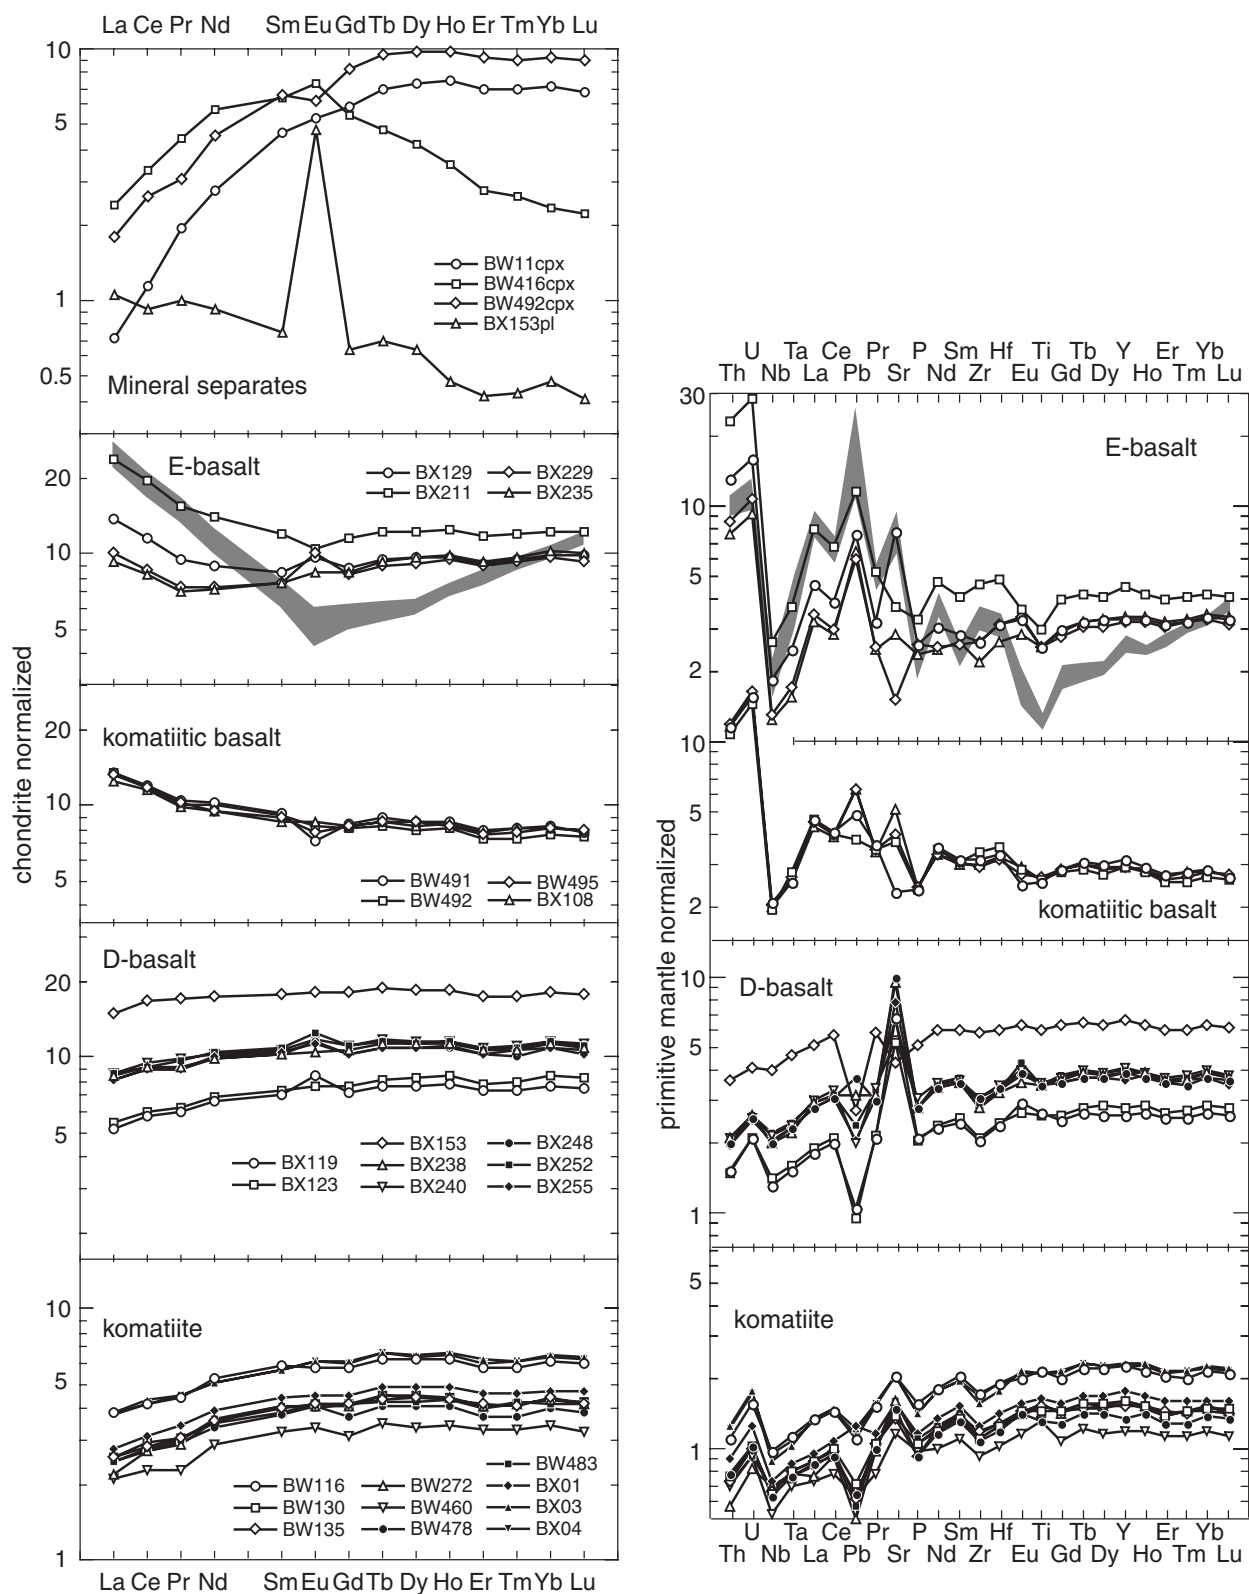 La Ce Pr Nd Sm Eu Gd Tb Dy Ho Er Tm Yb Lu
10
5
1
0.5
BW11cpx
BW416cpx
BW492cpx
BX153pl
Mineral separates
E-basalt
BX129 BX229
BX211 BX235
20
10
5
komatiitic basalt
20
10
5
BW491 BW495
BW492 BX108
chondrite normalized
D-basalt
20
10
5
BX153 BX248
BX119 BX238 BX252
BX123 BX240 BX255
komatiite
10
5
1
BW483
BW116 BW272 BX01
BW130 BW460 BX03
BW135 BW478 BX04
La Ce Pr Nd Sm Eu Gd Tb Dy Ho Er Tm Yb Lu
U Ta Ce Pr P Sm Hf Ti Tb Y Er Yb
Th Nb La Pb Sr Nd Zr Eu Gd Dy Ho Tm Lu
30
10
5
2
E-basalt
10
5
2
komatiitic basalt
primitive mantle normalized
D-basalt
10
5
2
1
komatiite
5
2
1
U Ta Ce Pr P Sm Hf Ti Tb Y Er Yb
Th Nb La Pb Sr Nd Zr Eu Gd Dy Ho Tm Lu